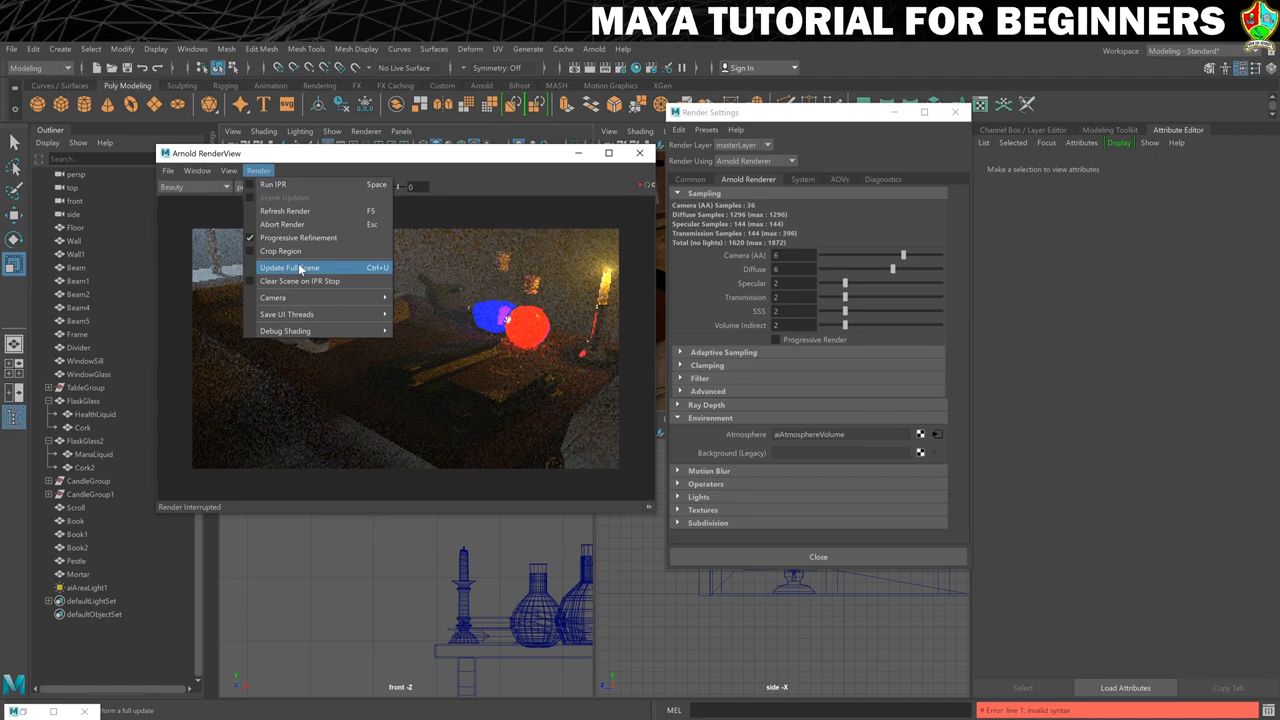 MAYA TUTORIAL FOR BEGINNERS
File Edit Create Select Modify Display Windows Mesh Edit Mesh Mesh Tools Mesh Display Curves Surfaces Deform UV Generate Cache Arnold Help
Workspace : Modeling - Standard*
Modeling
No Live Surface
Symmetry: Off
Sign In
Curves / Surfaces Poly Modeling Sculpting Rigging Animation Rendering FX FX Caching Custom Arnold Bifrost MASH Motion Graphics XGen
Outliner
Display Show Help
Search...
persp
top
front
side
Floor
Wall
Wall1
Beam
Beam1
Beam2
Beam4
Beam5
Frame
Divider
WindowSill
WindowGlass
TableGroup
FlaskGlass
HealthLiquid
Cork
FlaskGlass2
ManaLiquid
Cork2
CandleGroup
CandleGroup1
Scroll
Book
Book1
Book2
Pestle
Mortar
aiAreaLight1
defaultLightSet
defaultObjectSet
View Shading Lighting Show Renderer Panels
View Shading
Arnold RenderView
File Window View Render
Beauty
0
Run IPR Space
Scene Updates
Refresh Render F5
Abort Render Esc
Progressive Refinement
Crop Region
Update Full Scene Ctrl+U
Clear Scene on IPR Stop
Camera
Save UI Threads
Debug Shading
Render Interrupted
front -Z
side -X
Render Settings
Edit Presets Help
Render Layer masterLayer
Render Using Arnold Renderer
Common Arnold Renderer System AOVs Diagnostics
Sampling
Camera (AA) Samples : 36
Diffuse Samples : 1296 (max : 1296)
Specular Samples : 144 (max : 144)
Transmission Samples : 144 (max : 396)
Total (no lights) : 1620 (max : 1872)
Camera (AA) 6
Diffuse 6
Specular 2
Transmission 2
SSS 2
Volume Indirect 2
Progressive Render
Adaptive Sampling
Clamping
Filter
Advanced
Ray Depth
Environment
Atmosphere aiAtmosphereVolume
Background (Legacy)
Motion Blur
Operators
Lights
Textures
Subdivision
Close
Channel Box / Layer Editor Modeling Toolkit Attribute Editor
List Selected Focus Attributes Display Show Help
Make a selection to view attributes
Select Load Attributes Copy Tab
form a full update
MEL
# Error: line 1: invalid syntax